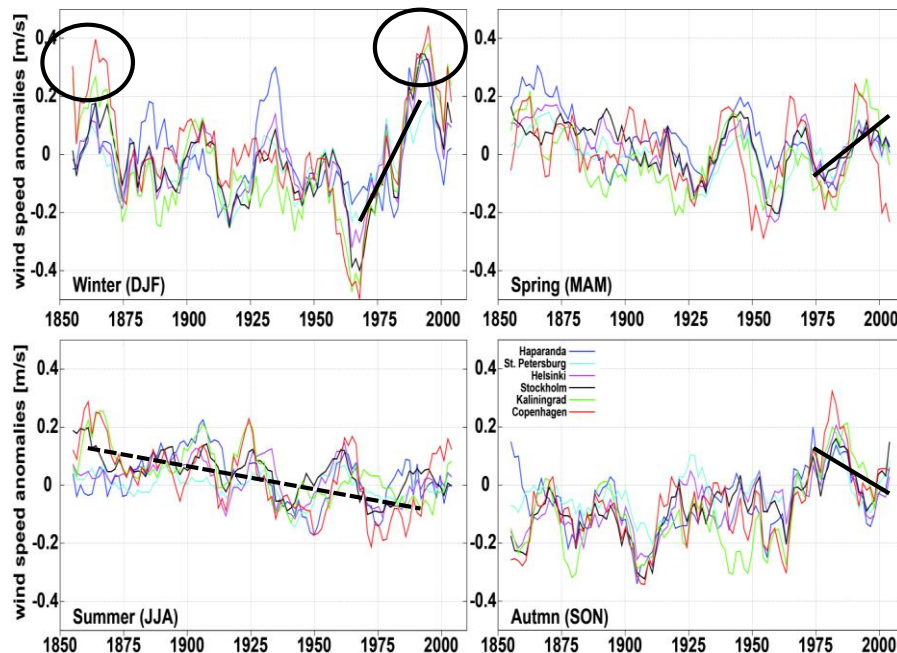 wind speed anomalies [m/s]
0.4
0.2
0
-0.2
-0.4
Winter (DJF)
1850 1875 1900 1925 1950 1975 2000
0.4
0.2
0
-0.2
-0.4
Spring (MAM)
1850 1875 1900 1925 1950 1975 2000
wind speed anomalies [m/s]
0.4
0.2
0
-0.2
-0.4
Summer (JJA)
1850 1875 1900 1925 1950 1975 2000
0.4
0.2
0
-0.2
-0.4
Haparanda
St. Petersburg
Helsinki
Stockholm
Kaliningrad
Copenhagen
Autmn (SON)
1850 1875 1900 1925 1950 1975 2000